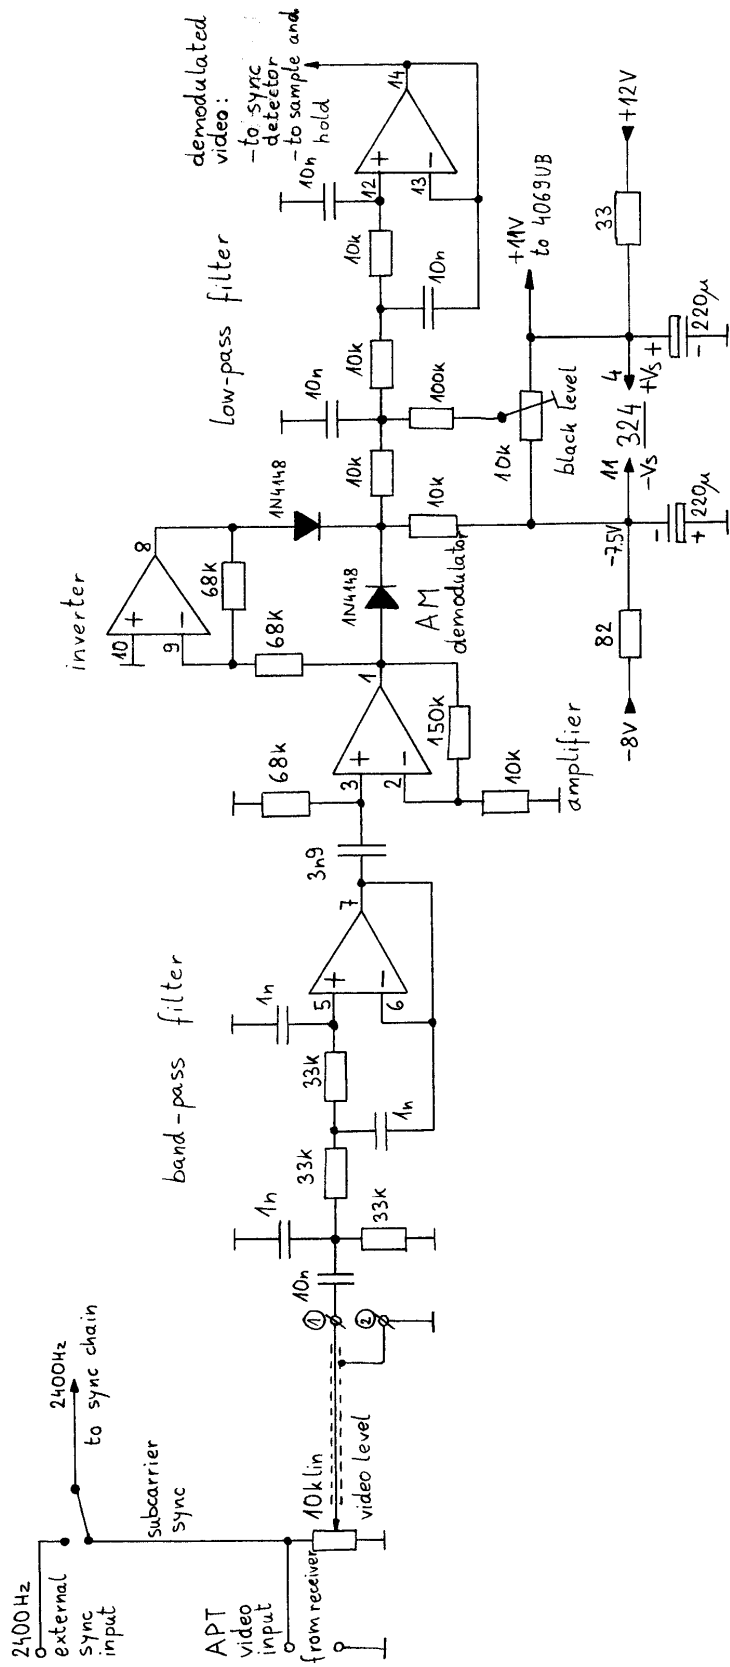 2400Hz
external
sync
input
2400Hz
to sync chain
subcarrier
sync
APT
video
input
from receiver
10klin
video level
1
2
10n
1n
33k
33k
1n
33k
1n
band-pass filter
5
+
6
−
7
3n9
68k
3
+
2
−
1
150k
10k
amplifier
inverter
10
+
9
−
8
68k
68k
1N4148
1N4148
AM
demodulator
10k
10k
10n
100k
10k
black level
low-pass filter
10k
10k
10n
10n
12
+
13
−
14
demodulated
video:
-to sync
detector
-to sample and
hold
+11V
to 4069UB
-8V
82
-7.5V
−
+
220μ
11
-Vs
324
4
+Vs
+
−
220μ
33
+12V